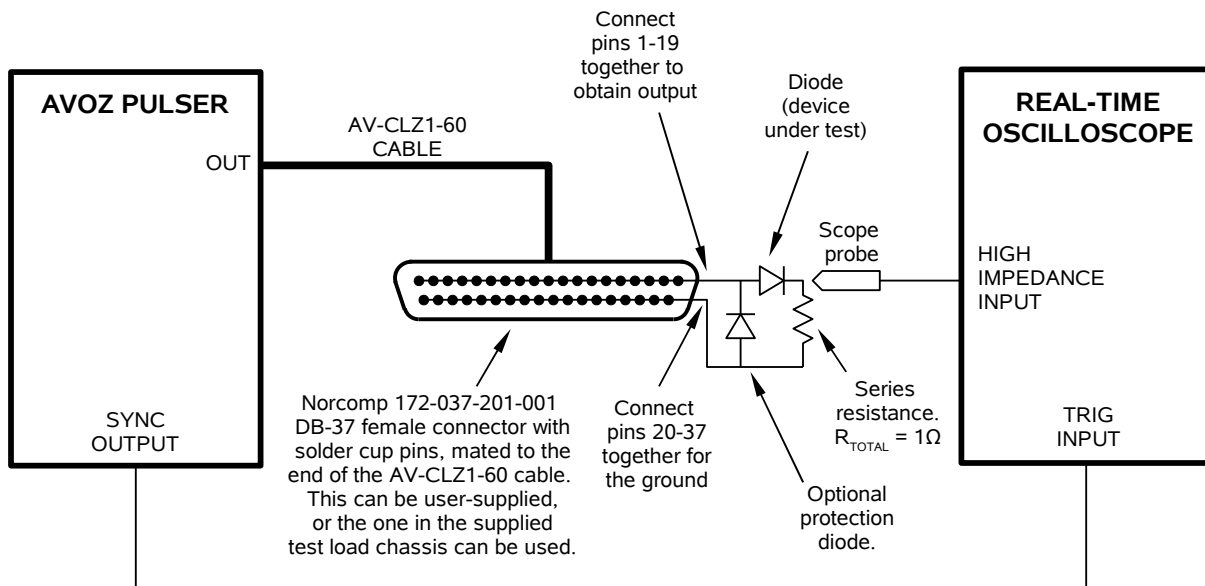 Connect
pins 1-19
together to
obtain output
Diode
(device
under test)
AVOZ PULSER
REAL-TIME
OSCILLOSCOPE
AV-CLZ1-60
CABLE
OUT
Scope
probe
HIGH
IMPEDANCE
INPUT
Norcomp 172-037-201-001
DB-37 female connector with
solder cup pins, mated to the
end of the AV-CLZ1-60 cable.
This can be user-supplied,
or the one in the supplied
test load chassis can be used.
Connect
pins 20-37
together for
the ground
Series
resistance.
R_TOTAL = 1Ω
Optional
protection
diode.
SYNC
OUTPUT
TRIG
INPUT